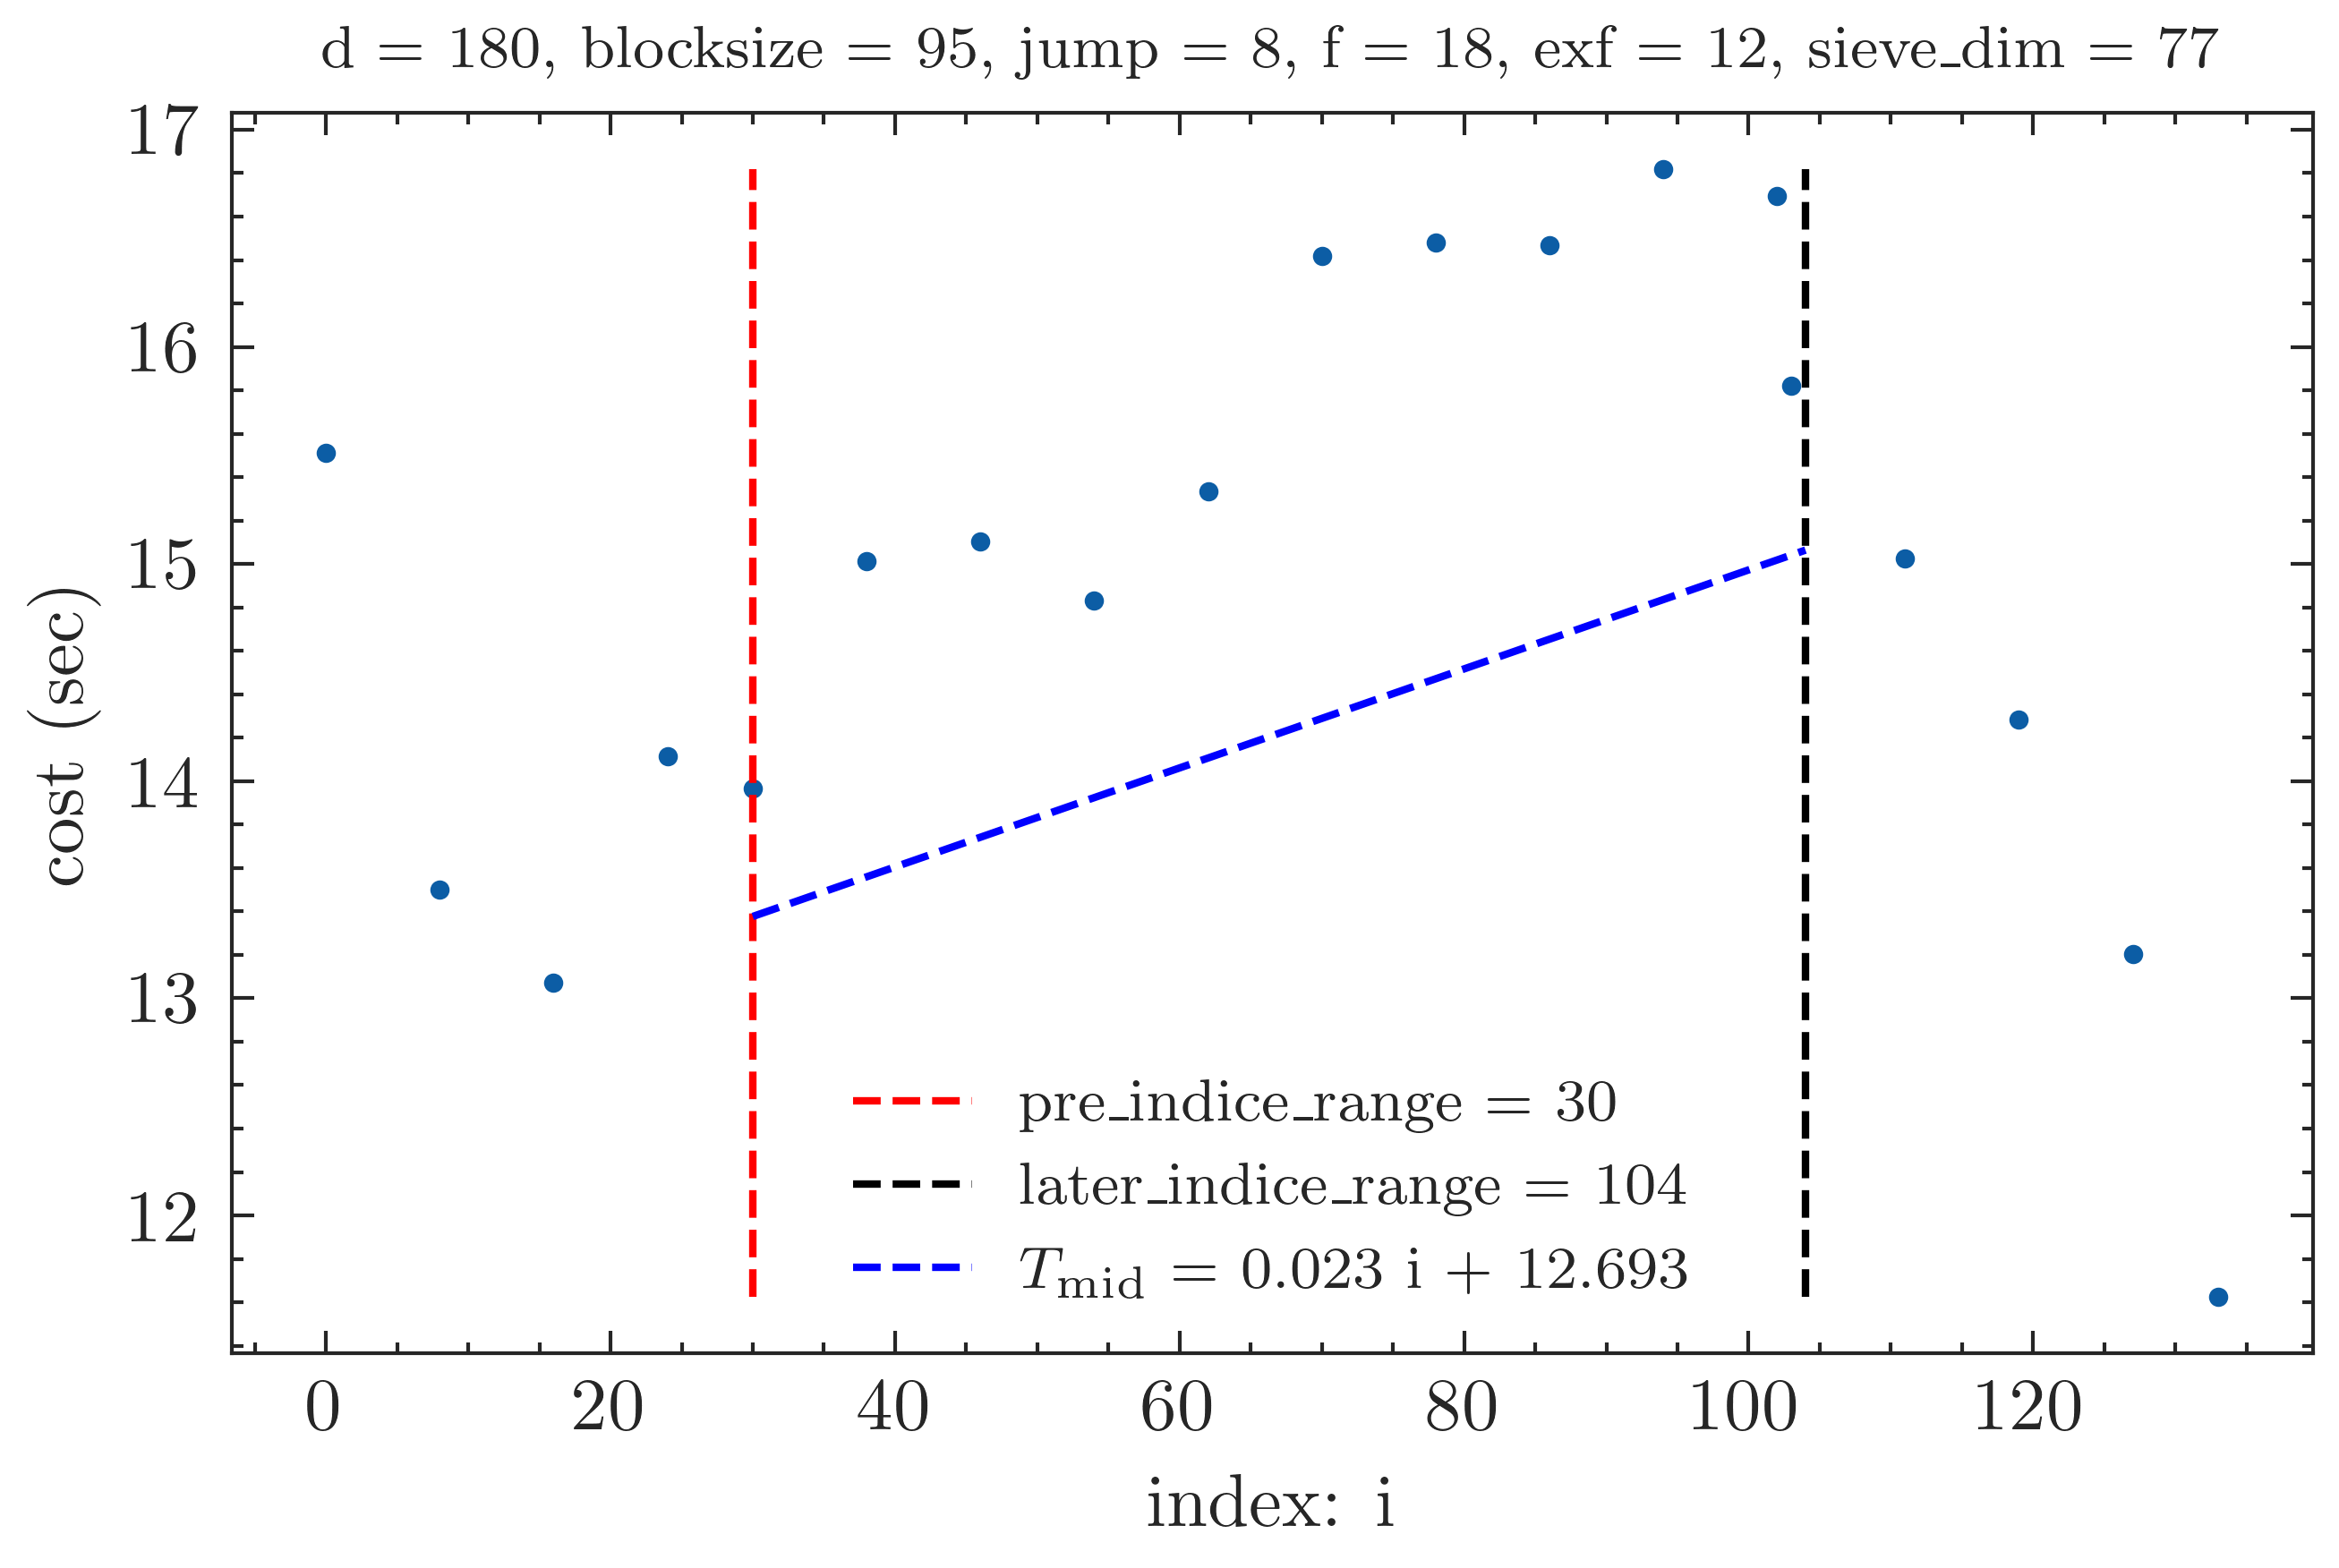 d = 180, blocksize = 95, jump = 8, f = 18, exf = 12, sieve_dim = 77
17
16
15
14
13
12
cost (sec)
pre_indice_range = 30
later_indice_range = 104
T_mid = 0.023 i + 12.693
0 20 40 60 80 100 120
index: i